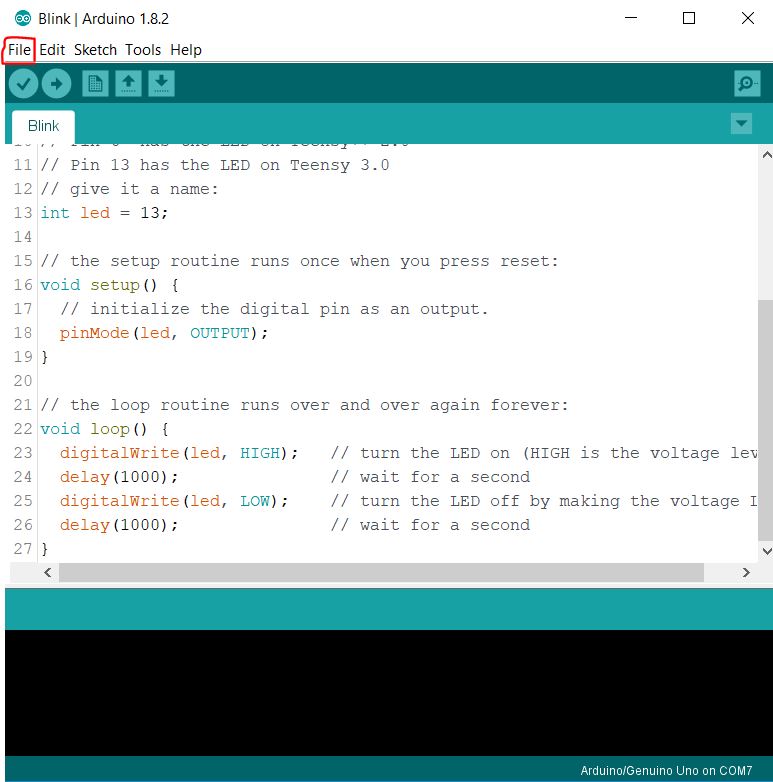 Blink | Arduino 1.8.2
File Edit Sketch Tools Help
Blink
11 // Pin 13 has the LED on Teensy 3.0
12 // give it a name:
13 int led = 13;
14
15 // the setup routine runs once when you press reset:
16 void setup() {
17 // initialize the digital pin as an output.
18 pinMode(led, OUTPUT);
19 }
20
21 // the loop routine runs over and over again forever:
22 void loop() {
23 digitalWrite(led, HIGH); // turn the LED on (HIGH is the voltage lev
24 delay(1000); // wait for a second
25 digitalWrite(led, LOW); // turn the LED off by making the voltage
26 delay(1000); // wait for a second
27 }
Arduino/Genuino Uno on COM7